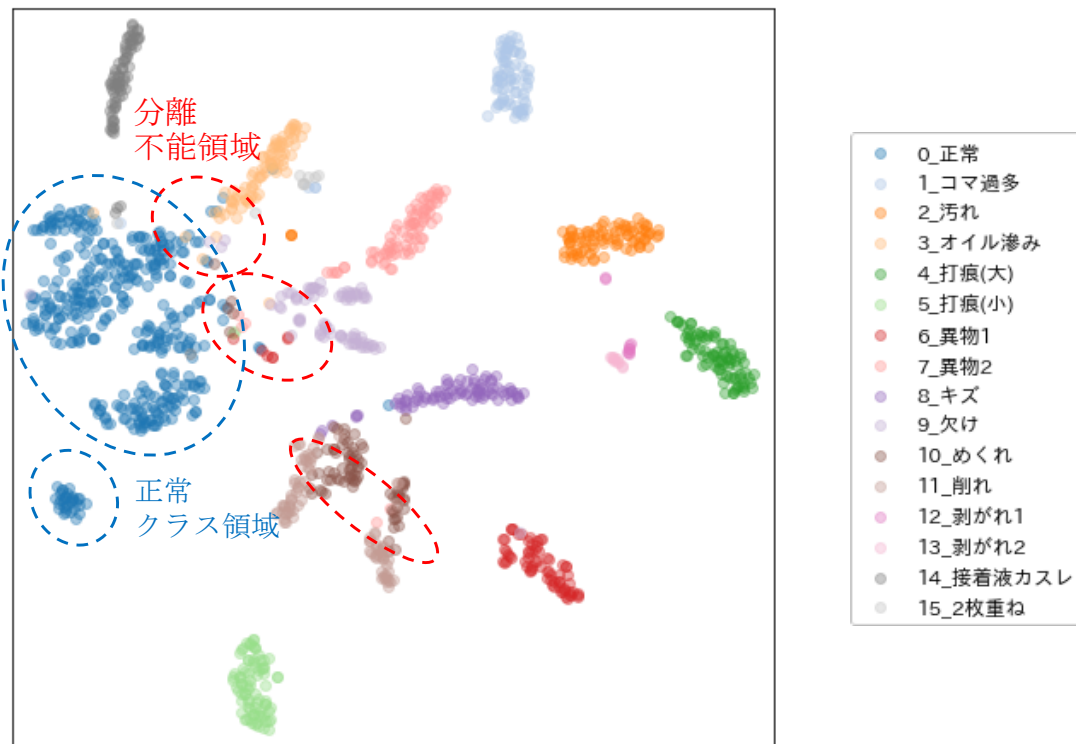 分離
不能領域
正常
クラス領域
0_正常
1_コマ過多
2_汚れ
3_オイル滲み
4_打痕(大)
5_打痕(小)
6_異物1
7_異物2
8_キズ
9_欠け
10_めくれ
11_削れ
12_剥がれ1
13_剥がれ2
14_接着液カスレ
15_2枚重ね